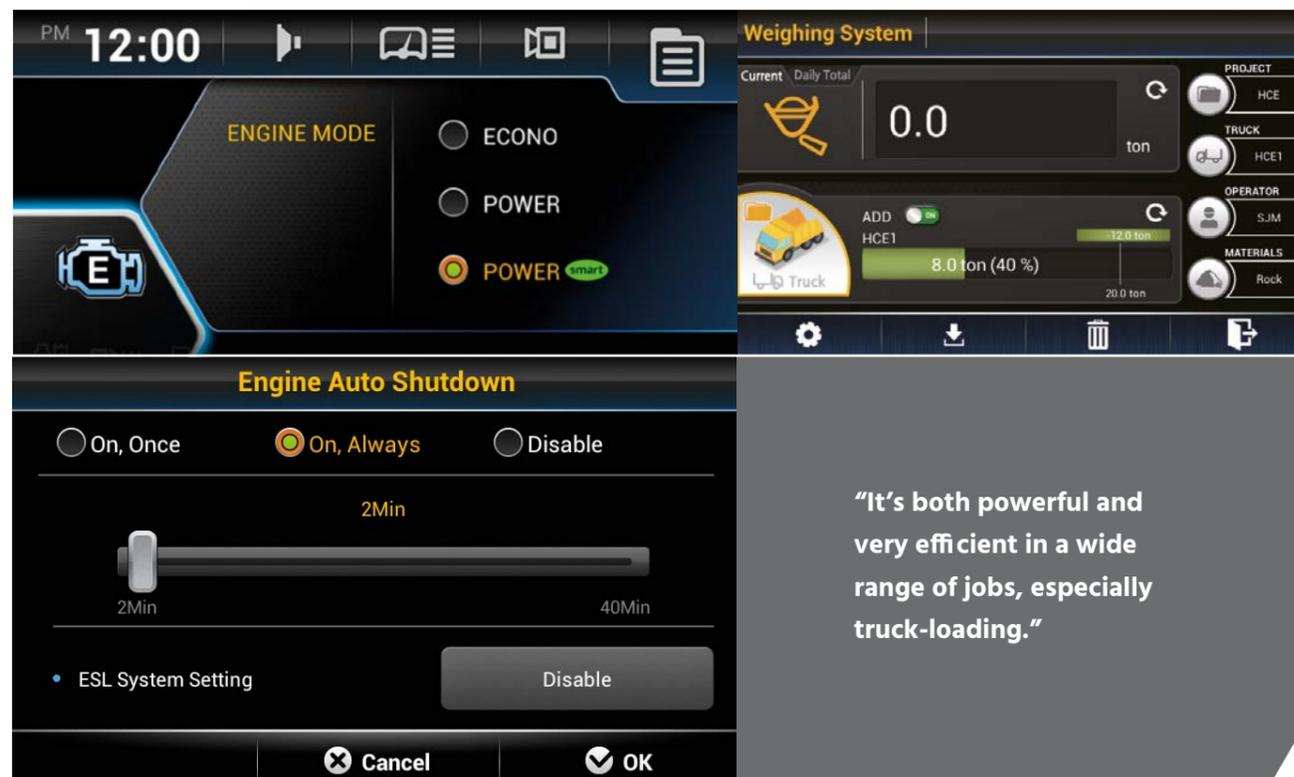 PM 12:00
ENGINE MODE
ECONO
POWER
POWER smart
E
Weighing System
Current Daily Total
0.0
ton
PROJECT
HCE
TRUCK
HCE1
OPERATOR
SJM
MATERIALS
Rock
ADD ON
HCE1
-12.0 ton
8.0 ton (40 %)
20.0 ton
Truck
Engine Auto Shutdown
On, Once On, Always Disable
2Min
2Min 40Min
• ESL System Setting Disable
Cancel OK
“It’s both powerful and
very efficient in a wide
range of jobs, especially
truck-loading.”